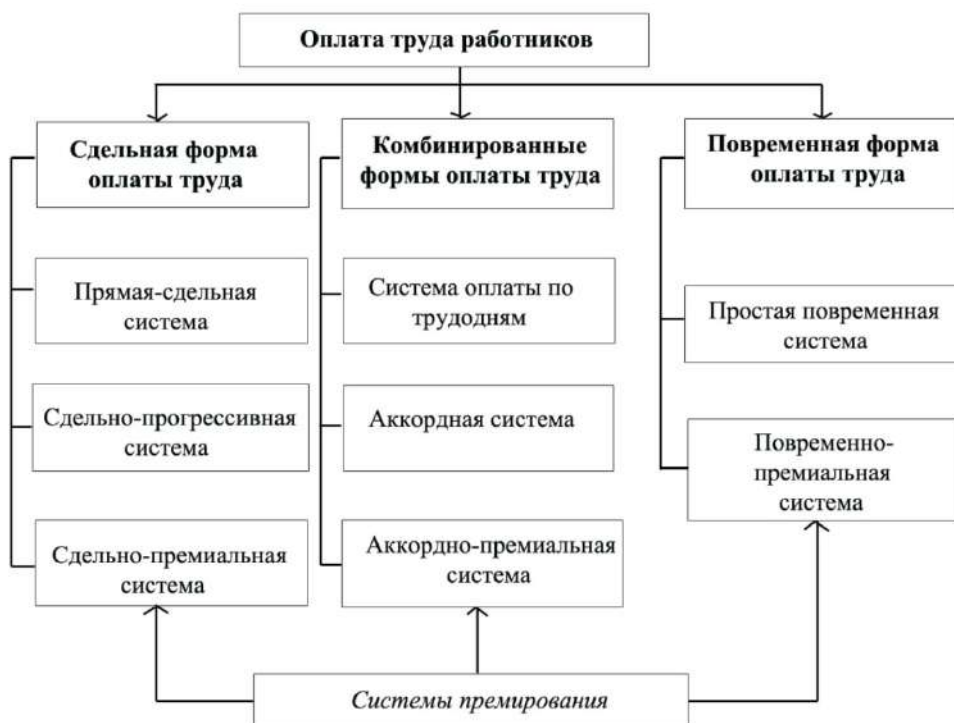 Оплата труда работников
Сдельная форма
оплаты труда
Комбинированные
формы оплаты труда
Повременная форма
оплаты труда
Прямая-сдельная
система
Система оплаты по
трудодням
Простая повременная
система
Сдельно-прогрессивная
система
Аккордная система
Повременно-
премиальная
система
Сдельно-премиальная
система
Аккордно-премиальная
система
Системы премирования